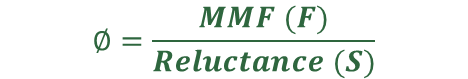 ∅ = MMF (F)
Reluctance (S)